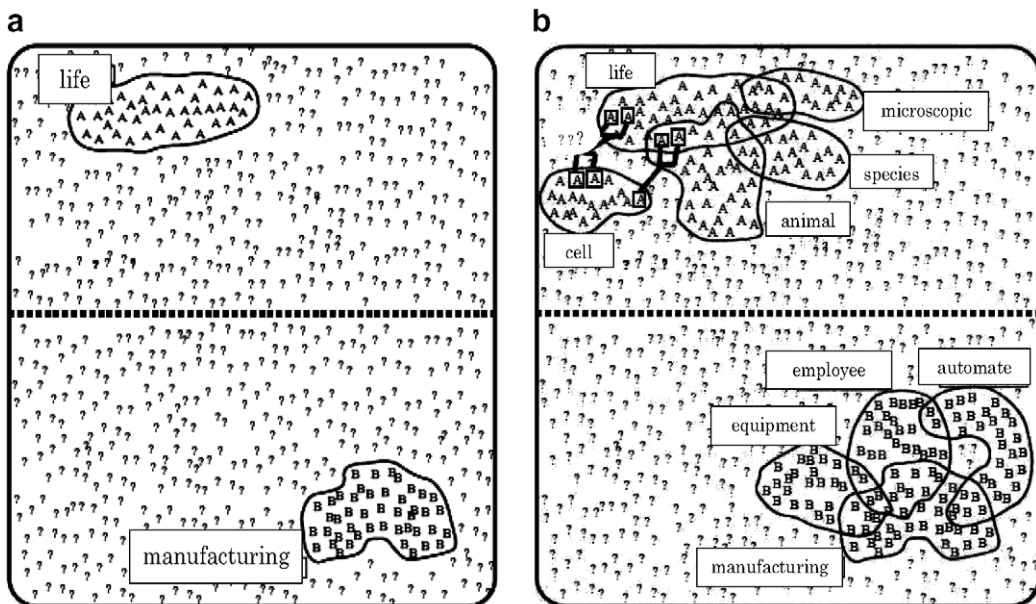 a
b
life
life
microscopic
species
animal
cell
employee
automate
equipment
manufacturing
manufacturing